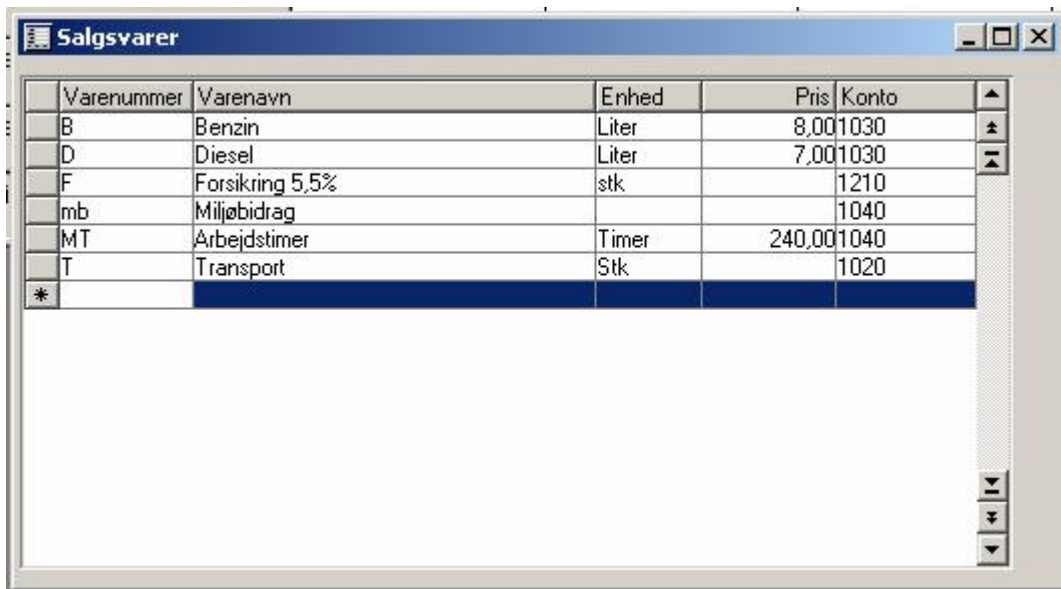 Salgsvarer
Varenummer Varenavn Enhed Pris Konto
B Benzin Liter 8,00 1030
D Diesel Liter 7,00 1030
F Forsikring 5,5% stk 1210
mb Miljøbidrag 1040
MT Arbejdstimer Timer 240,00 1040
T Transport Stk 1020